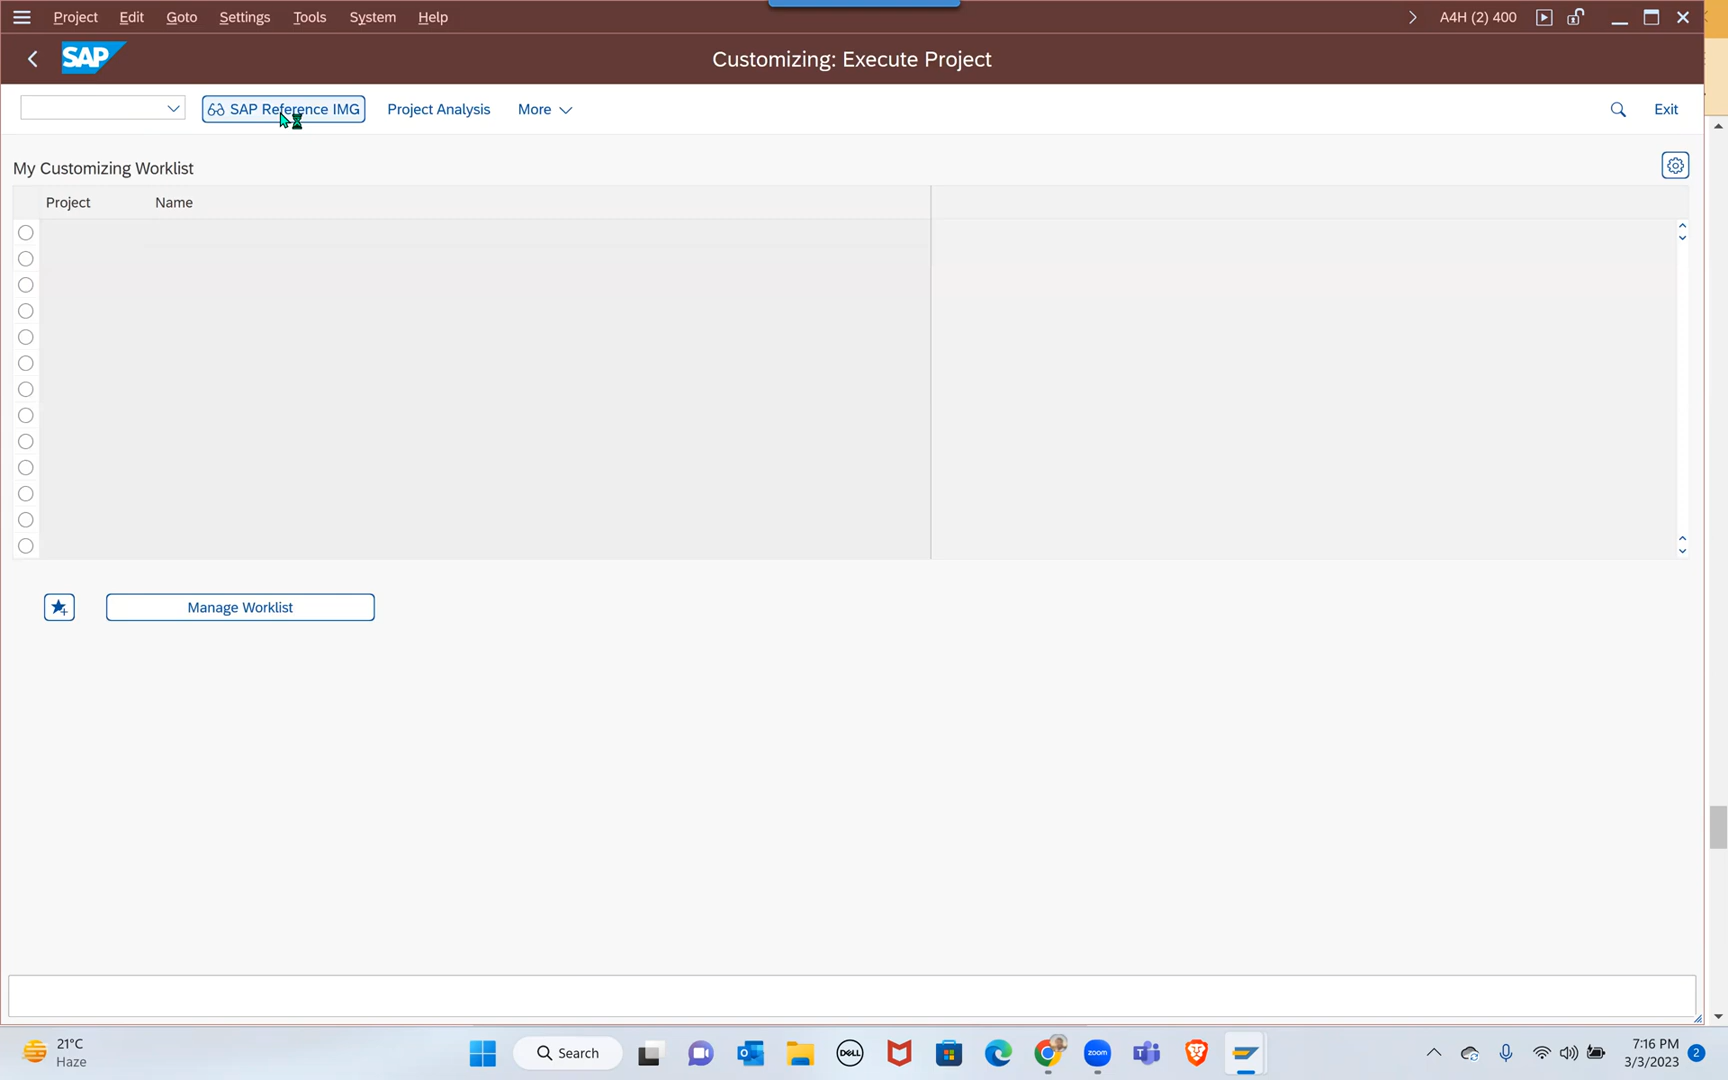 Project Edit Goto Settings Tools System Help
A4H (2) 400
SAP
Customizing: Execute Project
SAP Reference IMG Project Analysis More
Exit
My Customizing Worklist
Project Name
Manage Worklist
21°C
Haze
Search
DELL
zoom
7:16 PM
3/3/2023
2